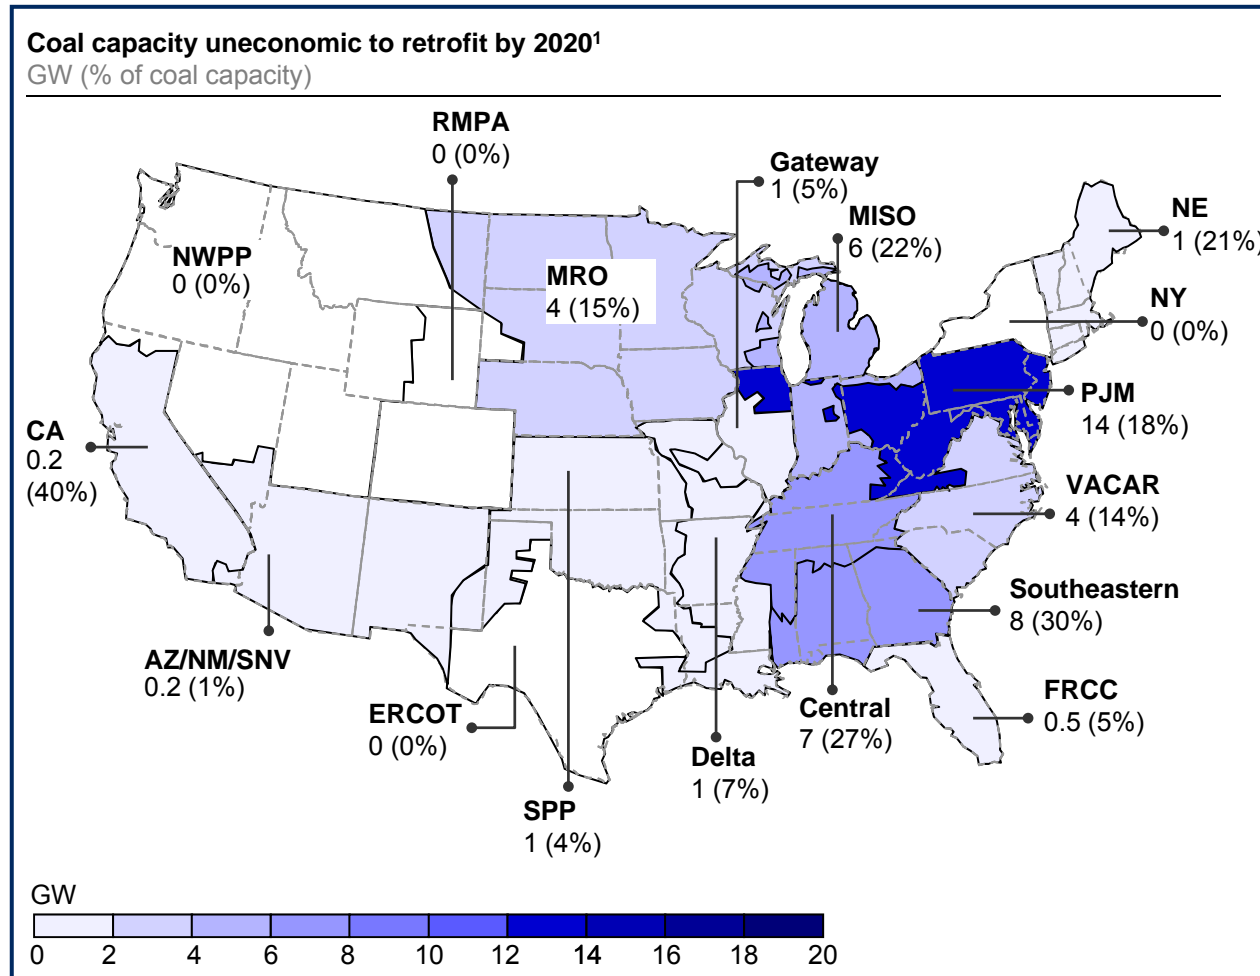 Coal capacity uneconomic to retrofit by 2020¹
GW (% of coal capacity)
RMPA
0 (0%)
Gateway
1 (5%)
MISO
6 (22%)
NE
1 (21%)
NWPP
0 (0%)
MRO
4 (15%)
NY
0 (0%)
PJM
14 (18%)
CA
0.2
(40%)
VACAR
4 (14%)
Southeastern
8 (30%)
AZ/NM/SNV
0.2 (1%)
ERCOT
0 (0%)
FRCC
0.5 (5%)
Central
7 (27%)
Delta
1 (7%)
SPP
1 (4%)
GW
0 2 4 6 8 10 12 14 16 18 20